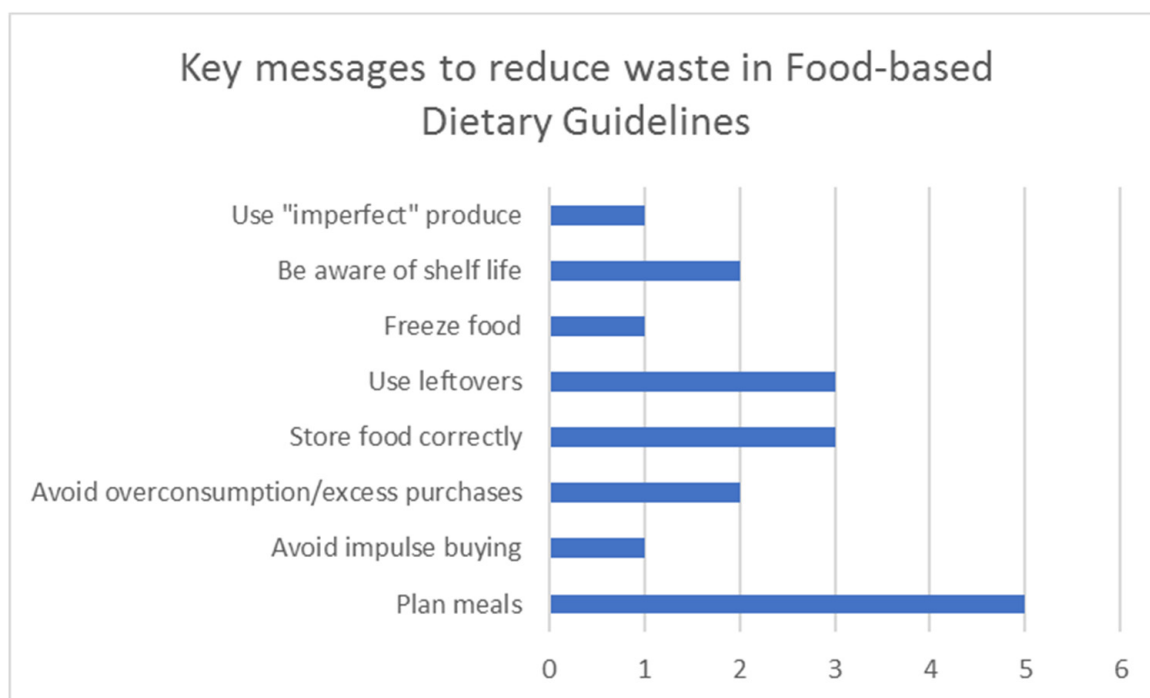 Key messages to reduce waste in Food-based
Dietary Guidelines
Use "imperfect" produce
Be aware of shelf life
Freeze food
Use leftovers
Store food correctly
Avoid overconsumption/excess purchases
Avoid impulse buying
Plan meals
0 1 2 3 4 5 6